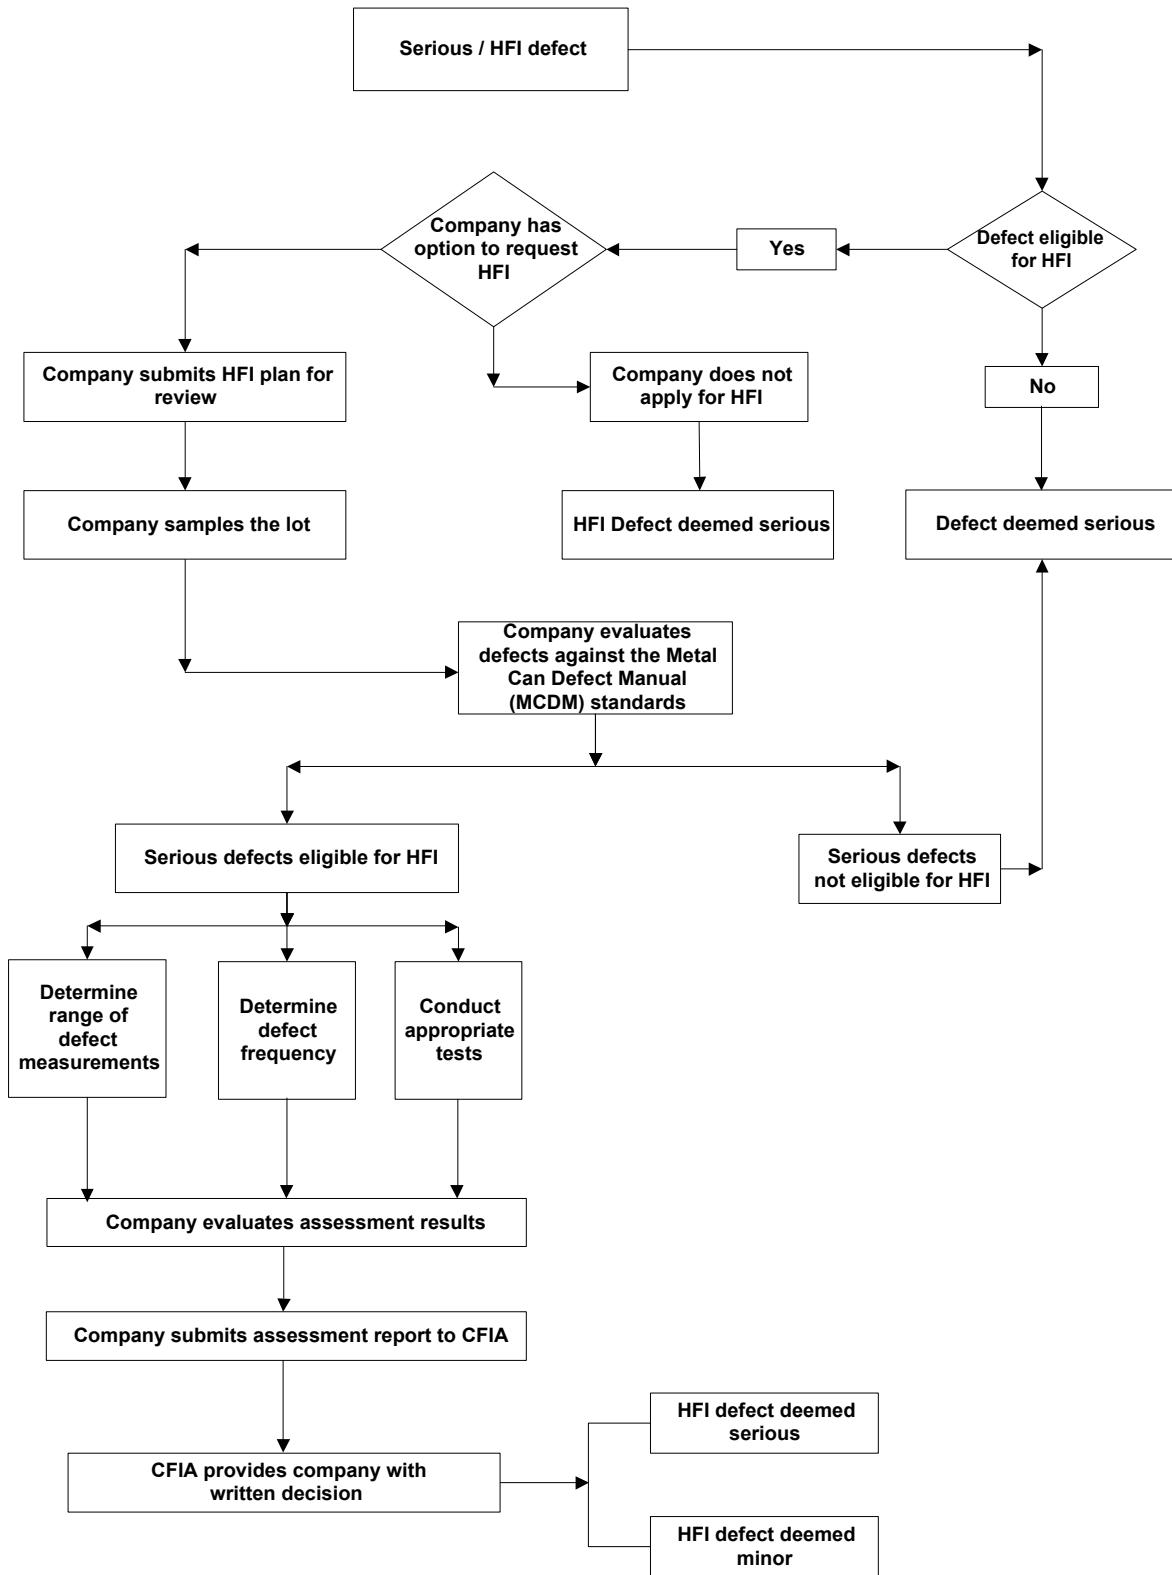 Serious / HFI defect
Company has
option to request
HFI
Yes
Defect eligible
for HFI
Company submits HFI plan for
review
Company does not
apply for HFI
No
Company samples the lot
HFI Defect deemed serious
Defect deemed serious
Company evaluates
defects against the Metal
Can Defect Manual
(MCDM) standards
Serious defects eligible for HFI
Serious defects
not eligible for HFI
Determine
range of
defect
measurements
Determine
defect
frequency
Conduct
appropriate
tests
Company evaluates assessment results
Company submits assessment report to CFIA
CFIA provides company with
written decision
HFI defect deemed
serious
HFI defect deemed
minor